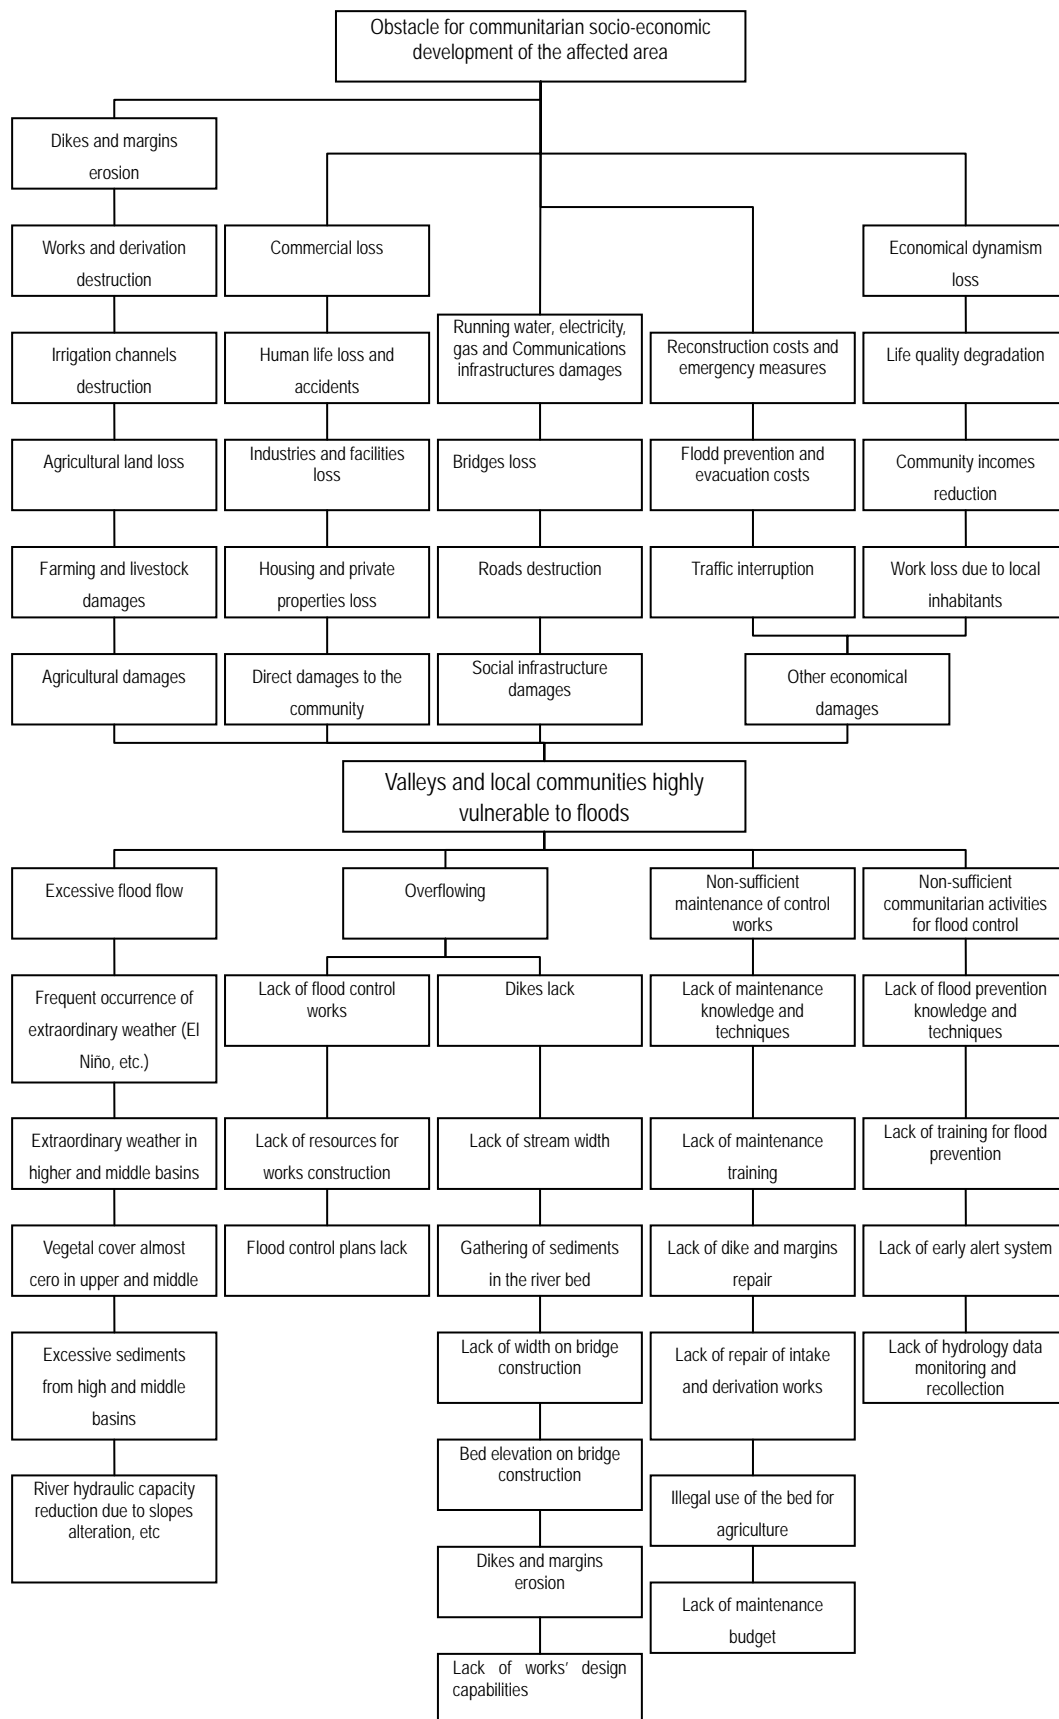 Obstacle for communitarian socio-economic
development of the affected area
Dikes and margins
erosion
Works and derivation
destruction
Commercial loss
Economical dynamism
loss
Irrigation channels
destruction
Human life loss and
accidents
Running water, electricity,
gas and Communications
infrastructures damages
Reconstruction costs and
emergency measures
Life quality degradation
Agricultural land loss
Industries and facilities
loss
Bridges loss
Flodd prevention and
evacuation costs
Community incomes
reduction
Farming and livestock
damages
Housing and private
properties loss
Roads destruction
Traffic interruption
Work loss due to local
inhabitants
Agricultural damages
Direct damages to the
community
Social infrastructure
damages
Other economical
damages
Valleys and local communities highly
vulnerable to floods
Excessive flood flow
Overflowing
Non-sufficient
maintenance of control
works
Non-sufficient
communitarian activities
for flood control
Frequent occurrence of
extraordinary weather (El
Niño, etc.)
Lack of flood control
works
Dikes lack
Lack of maintenance
knowledge and
techniques
Lack of flood prevention
knowledge and
techniques
Extraordinary weather in
higher and middle basins
Lack of resources for
works construction
Lack of stream width
Lack of maintenance
training
Lack of training for flood
prevention
Vegetal cover almost
cero in upper and middle
Flood control plans lack
Gathering of sediments
in the river bed
Lack of dike and margins
repair
Lack of early alert system
Excessive sediments
from high and middle
basins
Lack of width on bridge
construction
Lack of repair of intake
and derivation works
Lack of hydrology data
monitoring and
recollection
River hydraulic capacity
reduction due to slopes
alteration, etc
Bed elevation on bridge
construction
Illegal use of the bed for
agriculture
Dikes and margins
erosion
Lack of maintenance
budget
Lack of works' design
capabilities